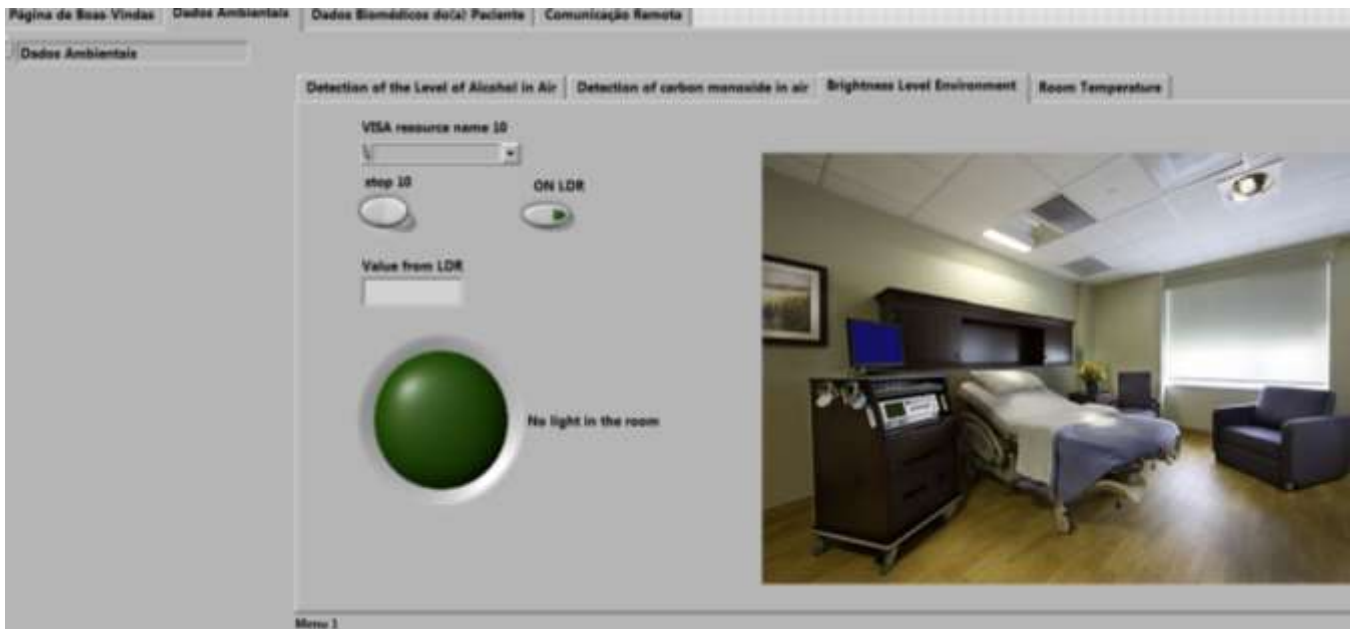 Página de Boas-Vindas
Dados Ambientais
Dados Biomédicos do(a) Paciente
Comunicação Remota
Dados Ambientais
Detection of the Level of Alcohol in Air
Detection of carbon monoxide in air
Brightness Level Environment
Room Temperature
VISA resource name 10
stop 10
ON LDR
Value from LDR
No light in the room
Menu 1